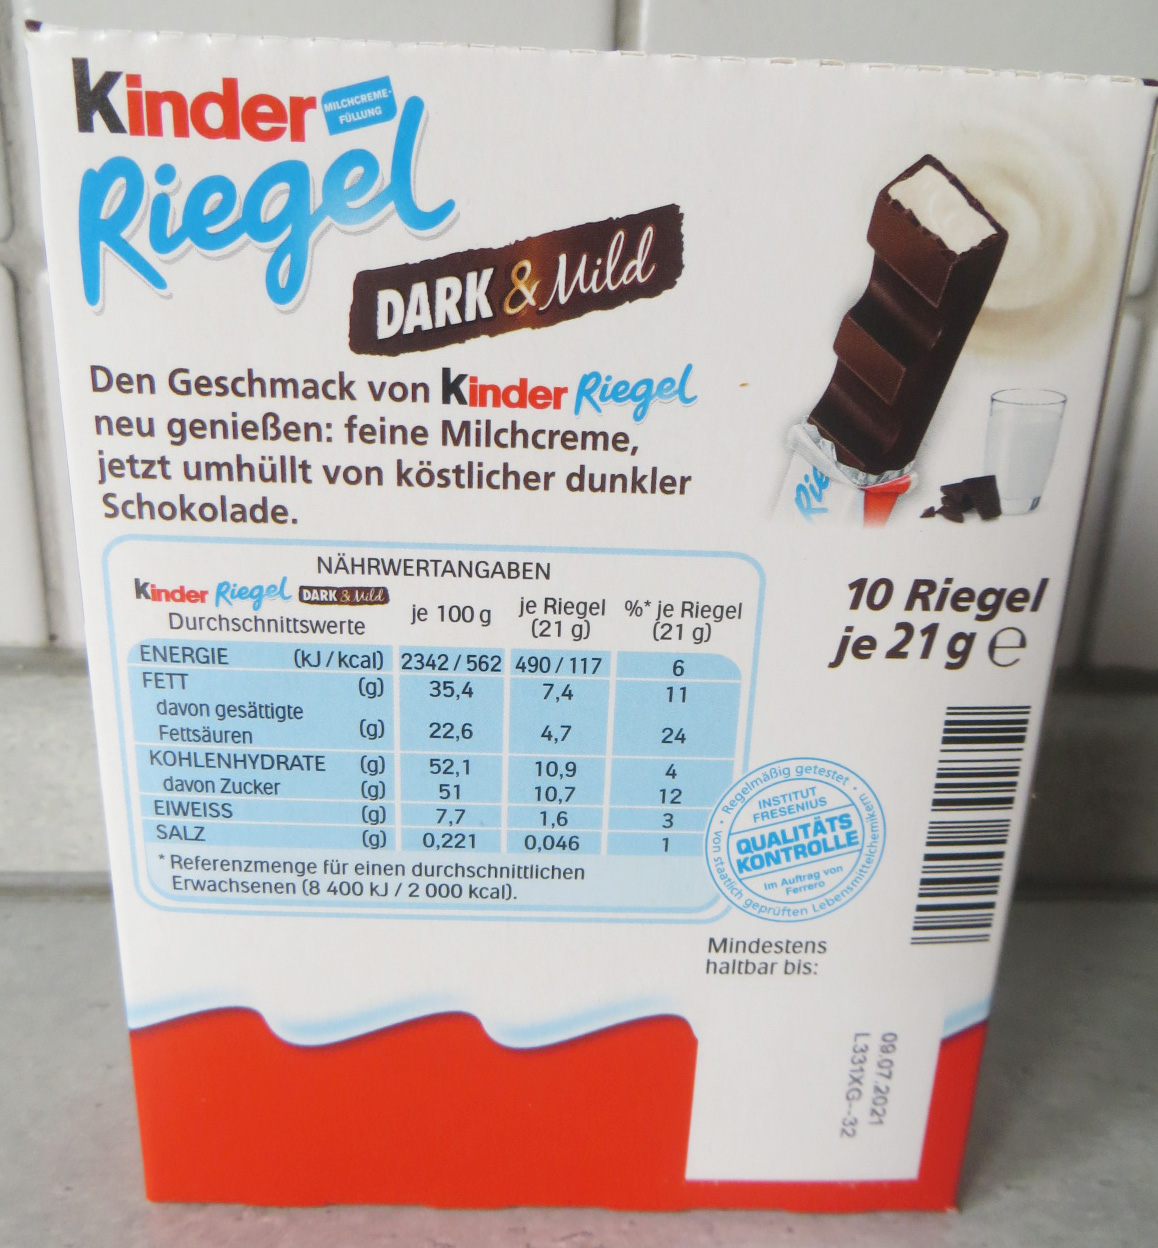 Kinder
MILCHCREME-
FÜLLUNG
Riegel
DARK & Mild
Den Geschmack von Kinder Riegel
neu genießen: feine Milchcreme,
jetzt umhüllt von köstlicher dunkler
Schokolade.
Rie
NÄHRWERTANGABEN
Kinder Riegel DARK & Mild
Durchschnittswerte je 100 g je Riegel (21 g) %* je Riegel (21 g)
ENERGIE (kJ/kcal) 2342/562 490/117 6
FETT (g) 35,4 7,4 11
davon gesättigte
Fettsäuren (g) 22,6 4,7 24
KOHLENHYDRATE (g) 52,1 10,9 4
davon Zucker (g) 51 10,7 12
EIWEISS (g) 7,7 1,6 3
SALZ (g) 0,221 0,046 1
* Referenzmenge für einen durchschnittlichen
Erwachsenen (8 400 kJ / 2 000 kcal).
10 Riegel
je 21 g e
Regelmäßig getestet
von staatlich geprüften Lebensmittelchemikern
INSTITUT
FRESENIUS
QUALITÄTS
KONTROLLE
Im Auftrag von
Ferrero
Mindestens
haltbar bis:
09.07.2021
L331XG--32